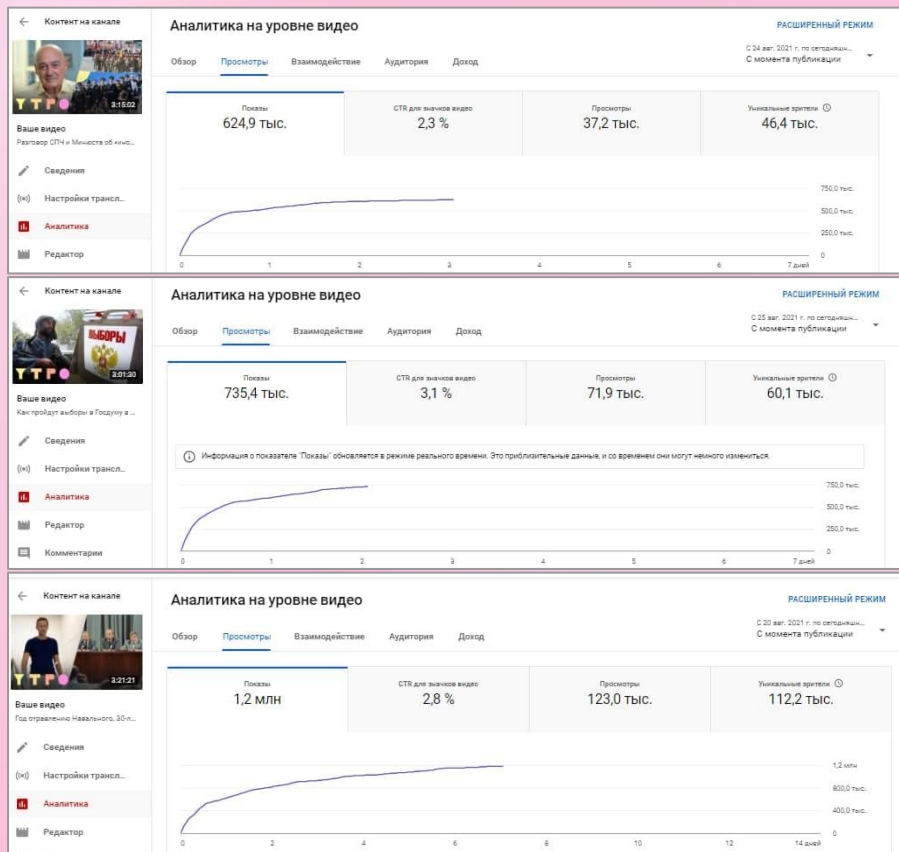 Контент на канале
Аналитика на уровне видео
РАСШИРЕННЫЙ РЕЖИМ
С 24 авг. 2021 г. по сегодняшн...
С момента публикации
Обзор Просмотры Взаимодействие Аудитория Доход
УТРО
3:15:02
Ваше видео
Разговор СПЧ и Минюста об «ино...
Сведения
Настройки трансл...
Аналитика
Редактор
Показы CTR для значков видео Просмотры Уникальные зрители
624,9 тыс. 2,3 % 37,2 тыс. 46,4 тыс.
750,0 тыс.
500,0 тыс.
250,0 тыс.
0
0 1 2 3 4 5 6 7 дней
Контент на канале
Аналитика на уровне видео
РАСШИРЕННЫЙ РЕЖИМ
С 25 авг. 2021 г. по сегодняшн...
С момента публикации
Обзор Просмотры Взаимодействие Аудитория Доход
ВЫБОРЫ
УТРО
3:01:30
Ваше видео
Как пройдут выборы в Госдуму в ...
Сведения
Настройки трансл...
Аналитика
Редактор
Комментарии
Показы CTR для значков видео Просмотры Уникальные зрители
735,4 тыс. 3,1 % 71,9 тыс. 60,1 тыс.
Информация о показателе "Показы" обновляется в режиме реального времени. Это приблизительные данные, и со временем они могут немного измениться.
750,0 тыс.
500,0 тыс.
250,0 тыс.
0
0 1 2 3 4 5 6 7 дней
Контент на канале
Аналитика на уровне видео
РАСШИРЕННЫЙ РЕЖИМ
С 20 авг. 2021 г. по сегодняшн...
С момента публикации
Обзор Просмотры Взаимодействие Аудитория Доход
УТРО
3:21:21
Ваше видео
Год отравлению Навального, 30-л...
Сведения
Настройки трансл...
Аналитика
Редактор
Показы CTR для значков видео Просмотры Уникальные зрители
1,2 млн 2,8 % 123,0 тыс. 112,2 тыс.
1,2 млн
800,0 тыс.
400,0 тыс.
0
0 2 4 6 8 10 12 14 дней